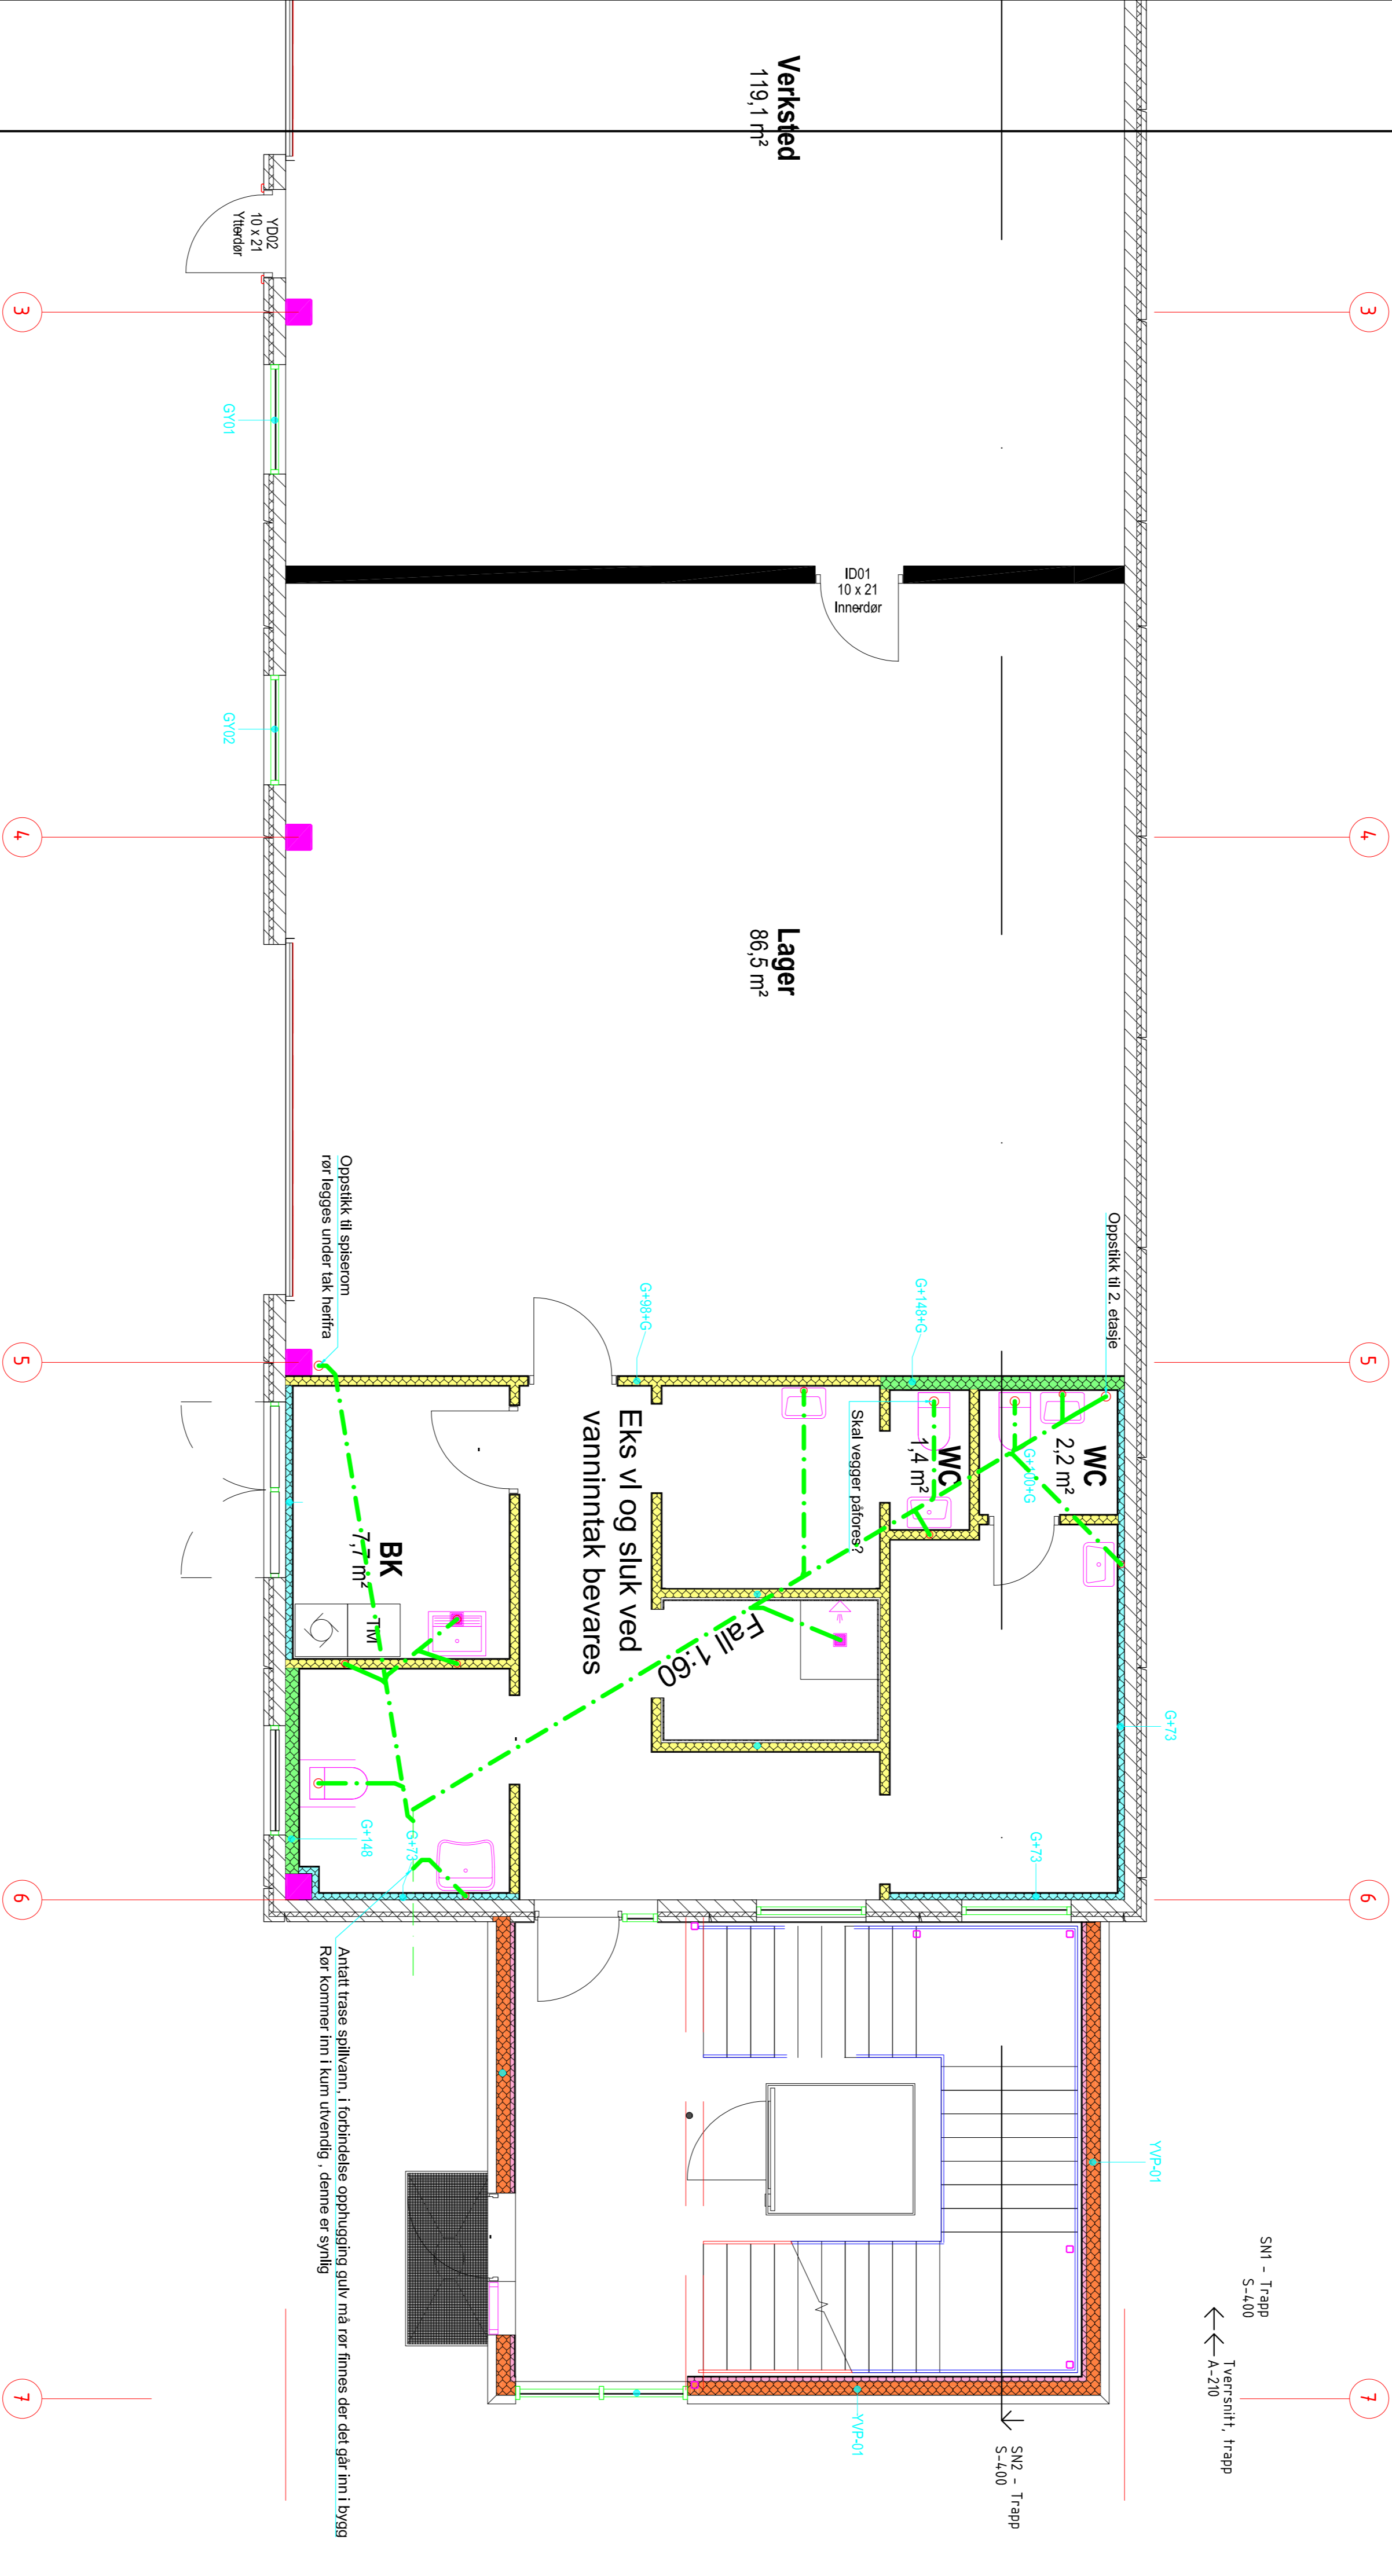 Verksted
119,1 m²
YD02
10 x 21
Ytterdør
3
3
GY01
ID01
10 x 21
Innerdør
GY02
4
4
Lager
86,5 m²
Oppstikk til spiserom
rør legges under tak herifra
Oppstikk til 2. etasje
G+98+G
G+148+G
5
5
Eks vl og sluk ved
vanninntak bevares
Skal vegger påfores?
WC
1,4 m²
WC
2,2 m²
G+100+G
BK
7,7 m²
TM
Fall 1:60
G+73
G+148
G+73
G+73
6
6
Antatt trase spillvann, i forbindelse opphugging gulv må rør finnes der det går inn i bygg
Rør kommer inn i kum utvendig , denne er synlig
YVP-01
YVP-01
SN1 - Trapp
S-400
Tverrsnitt, trapp
A-210
SN2 - Trapp
S-400
7
7